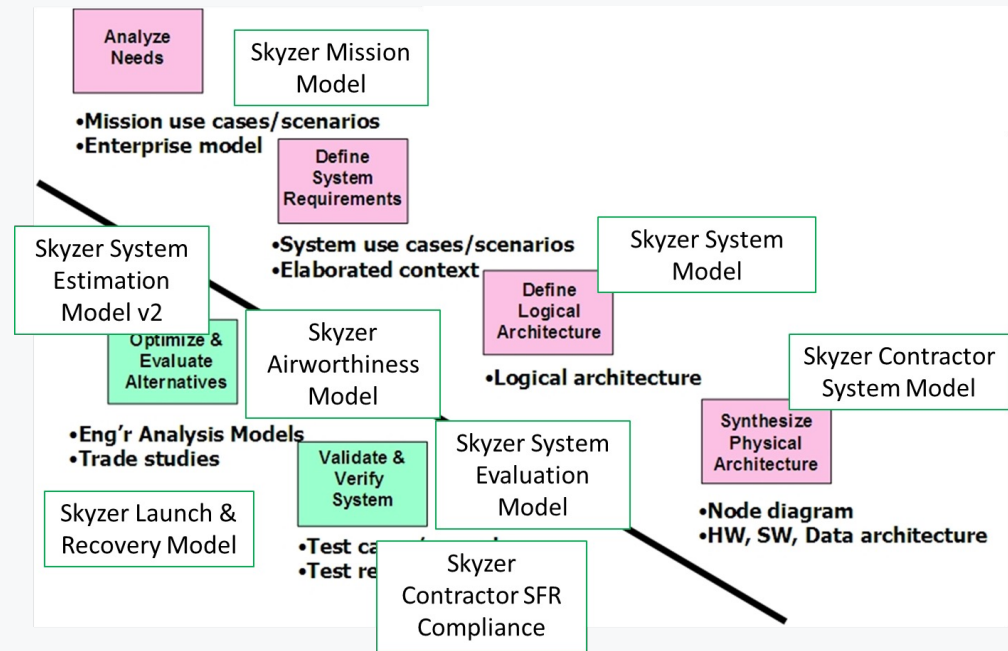 Analyze
Needs
Skyzer Mission
Model
•Mission use cases/scenarios
•Enterprise model
Define
System
Requirements
•System use cases/scenarios
•Elaborated context
Skyzer System
Model
Skyzer System
Estimation
Model v2
Define
Logical
Architecture
•Logical architecture
Optimize &
Evaluate
Alternatives
Skyzer
Airworthiness
Model
Skyzer Contractor
System Model
Synthesize
Physical
Architecture
•Node diagram
•HW, SW, Data architecture
•Eng'r Analysis Models
•Trade studies
Validate &
Verify
System
Skyzer System
Evaluation
Model
Skyzer Launch &
Recovery Model
•Test
•Test
Skyzer
Contractor SFR
Compliance